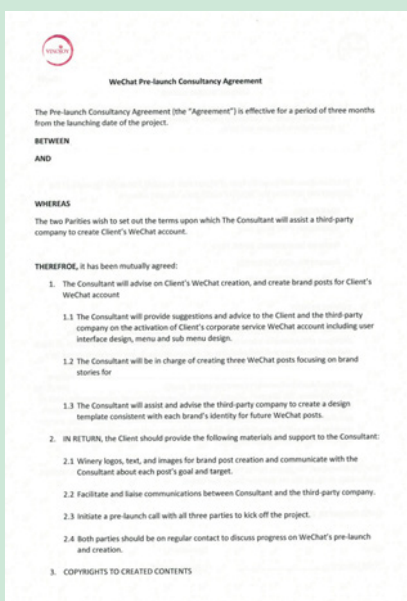 WeChat Pre-launch Consultancy Agreement
The Pre-launch Consultancy Agreement (the "Agreement") is effective for a period of three months
from the launching date of the project.
BETWEEN
AND
WHEREAS
The two Parities wish to set out the terms upon which The Consultant will assist a third-party
company to create Client's WeChat account.
THEREFROE, it has been mutually agreed:
1. The Consultant will advise on Client's WeChat creation, and create brand posts for Client's
WeChat account
1.1 The Consultant will provide suggestions and advice to the Client and the third-party
company on the activation of Client's corporate service WeChat account including user
interface design, menu and sub menu design.
1.2 The Consultant will be in charge of creating three WeChat posts focusing on brand
stories for
1.3 The Consultant will assist and advise the third-party company to create a design
template consistent with each brand's identity for future WeChat posts.
2. IN RETURN, the Client should provide the following materials and support to the Consultant:
2.1 Winery logos, text, and images for brand post creation and communicate with the
Consultant about each post's goal and target.
2.2 Facilitate and liaise communications between Consultant and the third-party company.
2.3 Initiate a pre-launch call with all three parties to kick off the project.
2.4 Both parties should be on regular contact to discuss progress on WeChat's pre-launch
and creation.
3. COPYRIGHTS TO CREATED CONTENTS